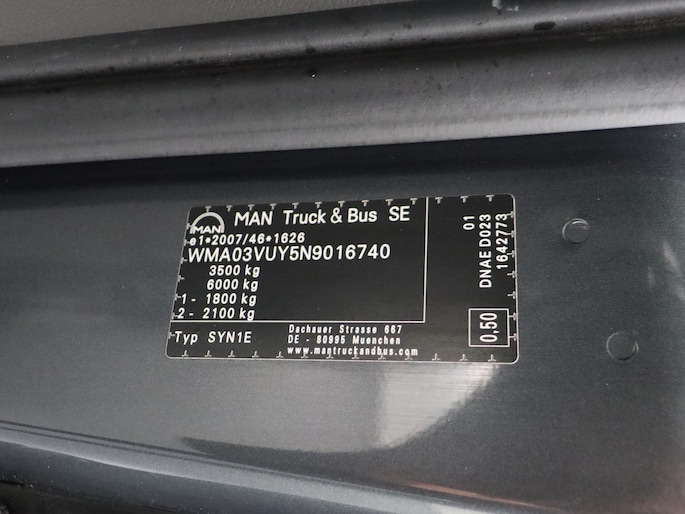 MAN Truck & Bus SE
MAN
e1*2007/46*1626
WMA03VUY5N9016740
3500 kg
6000 kg
1 - 1800 kg
2 - 2100 kg
Typ SYN1E
Dachauer Strasse 667
DE - 80995 Muenchen
www.mantruckandbus.com
01
DNAE D023
1642773
0,50